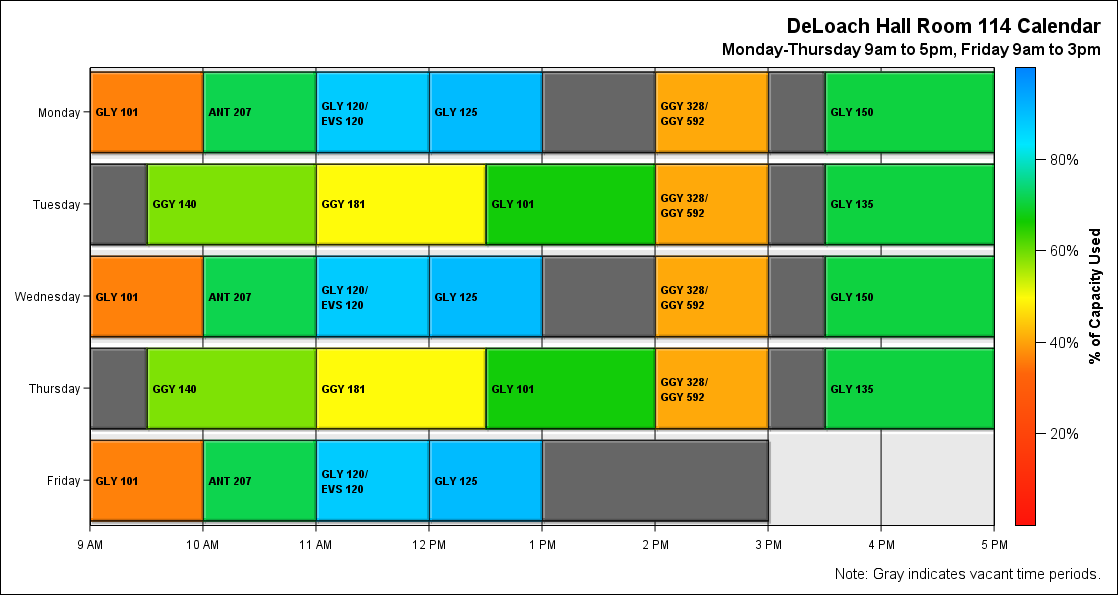 DeLoach Hall Room 114 Calendar
Monday-Thursday 9am to 5pm, Friday 9am to 3pm
Monday
GLY 101
ANT 207
GLY 120/
EVS 120
GLY 125
GGY 328/
GGY 592
GLY 150
Tuesday
GGY 140
GGY 181
GLY 101
GGY 328/
GGY 592
GLY 135
Wednesday
GLY 101
ANT 207
GLY 120/
EVS 120
GLY 125
GGY 328/
GGY 592
GLY 150
Thursday
GGY 140
GGY 181
GLY 101
GGY 328/
GGY 592
GLY 135
Friday
GLY 101
ANT 207
GLY 120/
EVS 120
GLY 125
9 AM
10 AM
11 AM
12 PM
1 PM
2 PM
3 PM
4 PM
5 PM
80%
60%
40%
20%
% of Capacity Used
Note: Gray indicates vacant time periods.